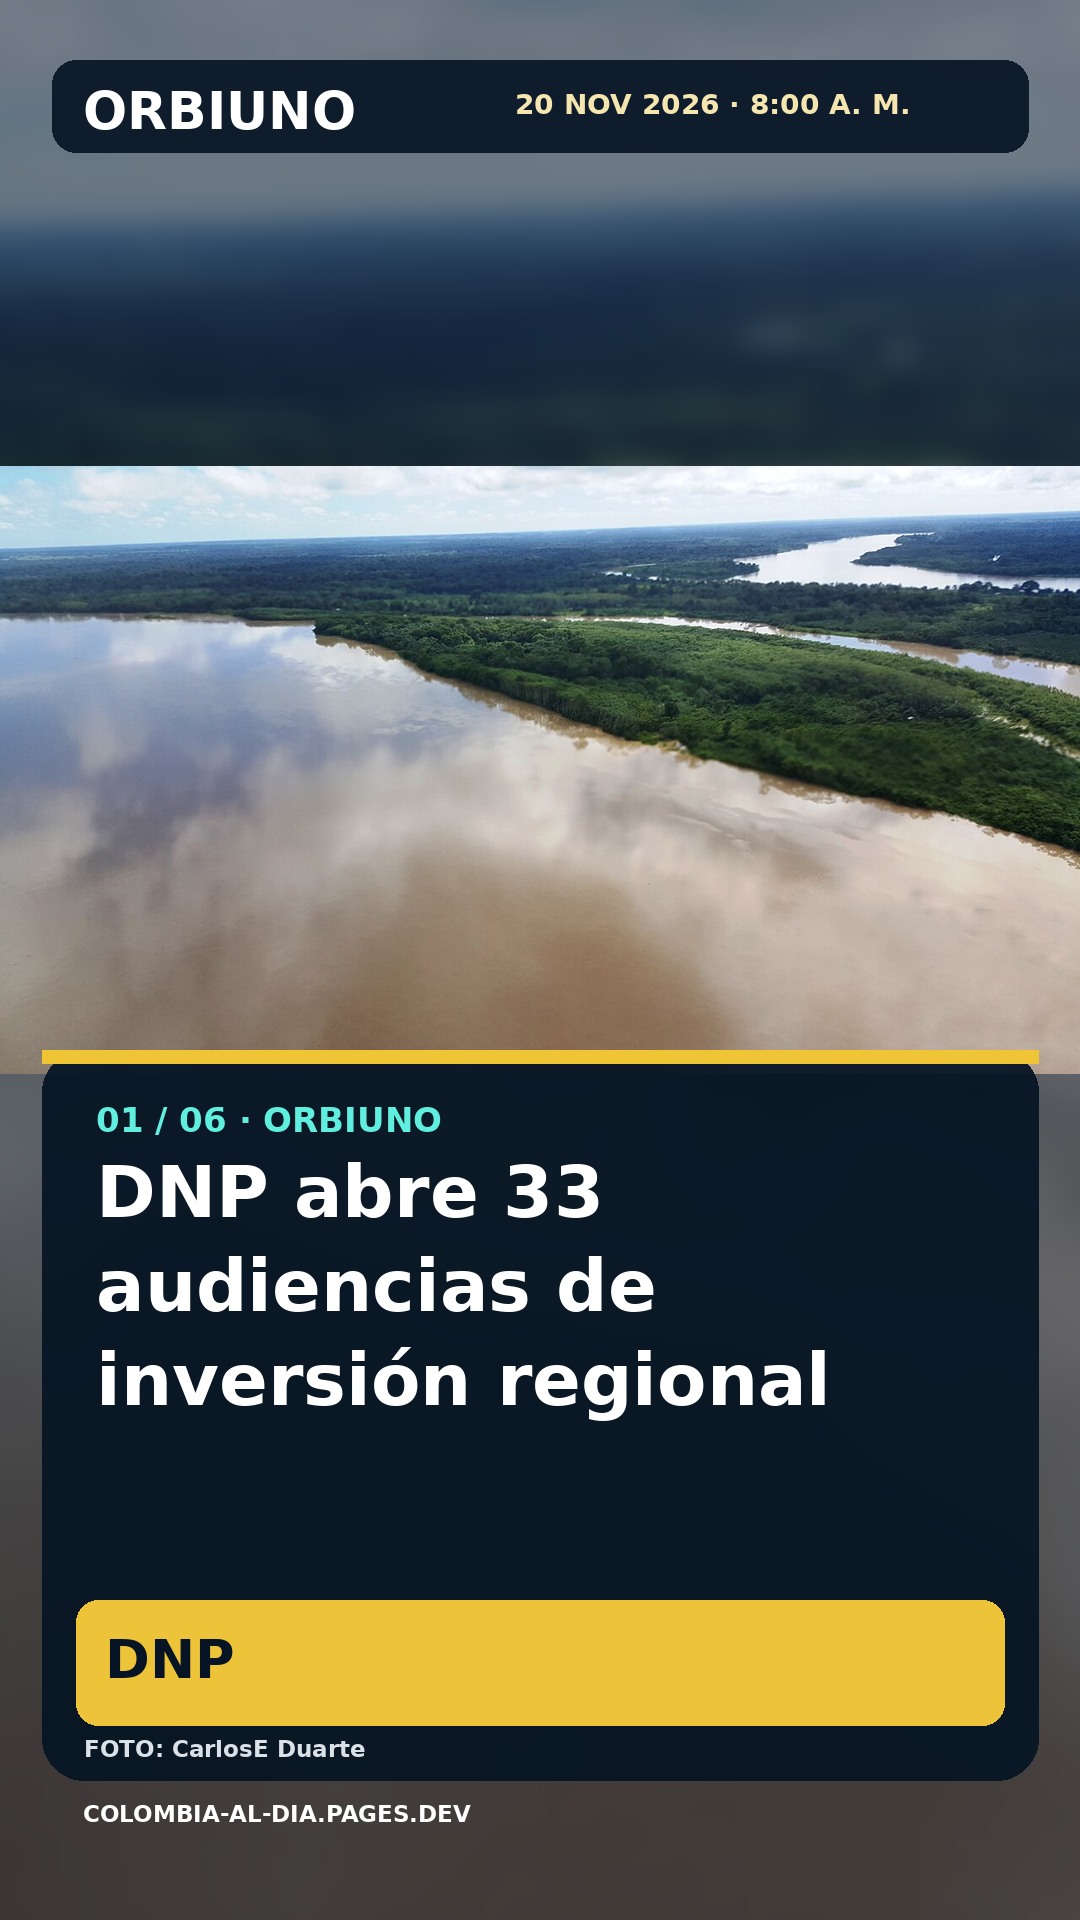 ORBIUNO
20 NOV 2026 · 8:00 A. M.
01 / 06 · ORBIUNO
DNP abre 33
audiencias de
inversión regional
DNP
FOTO: CarlosE Duarte
COLOMBIA-AL-DIA.PAGES.DEV